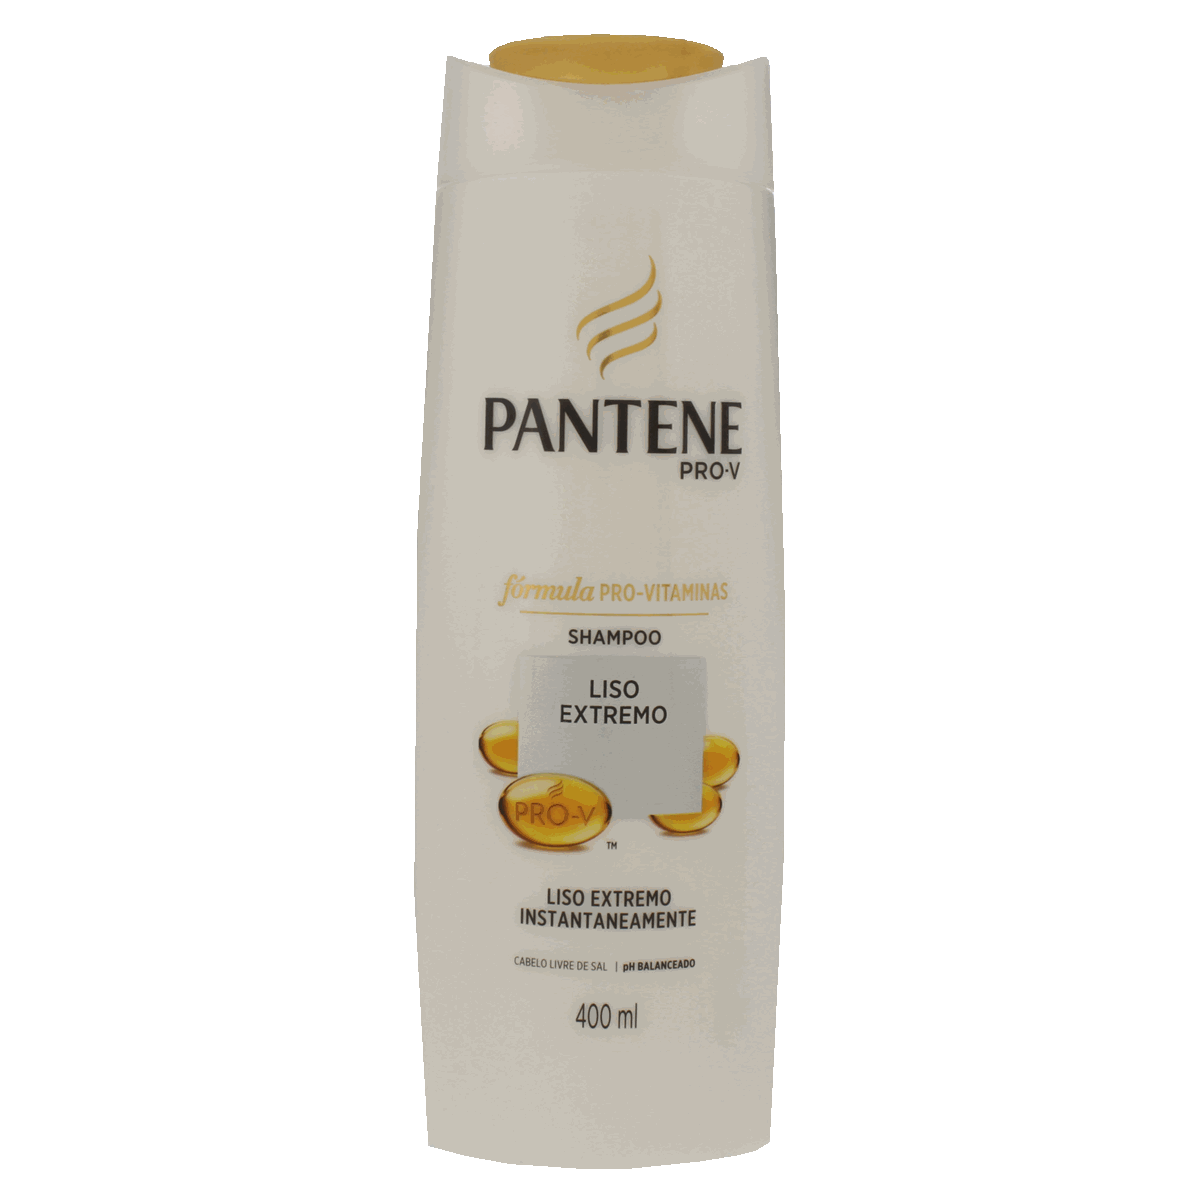 PANTENE
PRO-V
fórmula PRO-VITAMINAS
SHAMPOO
LISO
EXTREMO
PRO-V
TM
LISO EXTREMO
INSTANTANEAMENTE
CABELO LIVRE DE SAL | pH BALANCEADO
400 ml